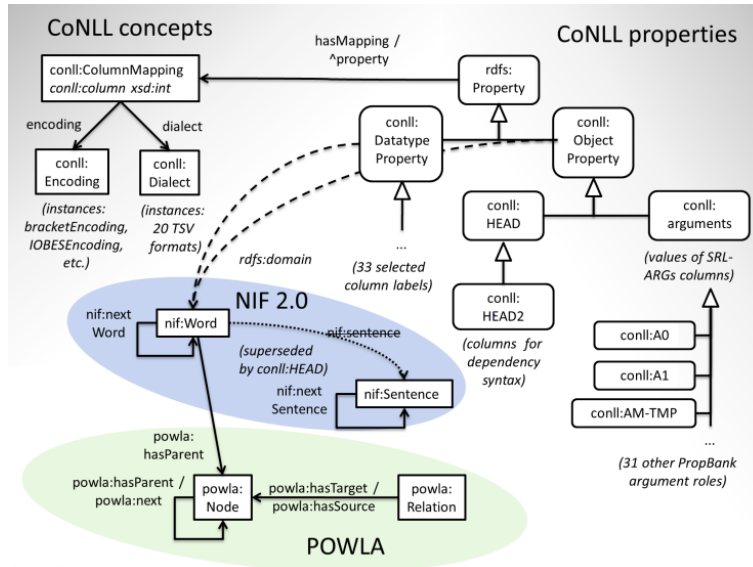 CoNLL concepts
CoNLL properties
hasMapping /
^property
conll:ColumnMapping
conll:column xsd:int
rdfs:
Property
encoding
dialect
conll:
Datatype
Property
conll:
Object
Property
conll:
Encoding
conll:
Dialect
(instances:
bracketEncoding,
IOBESEncoding,
etc.)
(instances:
20 TSV
formats)
conll:
HEAD
conll:
arguments
...
(33 selected
column labels)
(values of SRL-
ARGs columns)
rdfs:domain
conll:
HEAD2
(columns for
dependency
syntax)
NIF 2.0
nif:next
Word
nif:Word
nif:sentence
(superseded
by conll:HEAD)
nif:next
Sentence
nif:Sentence
conll:A0
conll:A1
conll:AM-TMP
...
(31 other PropBank
argument roles)
powla:
hasParent
powla:hasParent /
powla:next
powla:
Node
powla:hasTarget /
powla:hasSource
powla:
Relation
POWLA